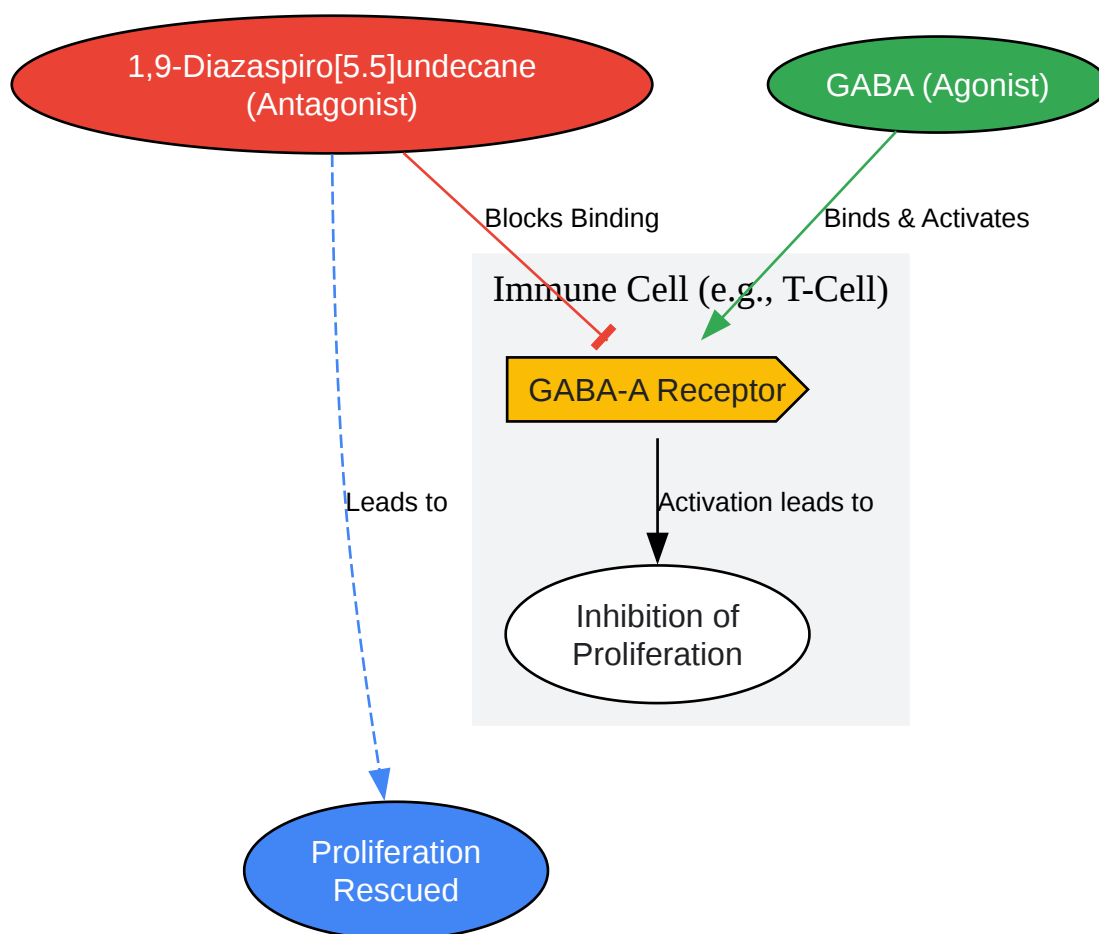 1,9-Diazaspiro[5.5]undecane
(Antagonist)
GABA (Agonist)
Blocks Binding
Binds & Activates
Immune Cell (e.g., T-Cell)
GABA-A Receptor
Leads to
Activation leads to
Inhibition of
Proliferation
Proliferation
Rescued